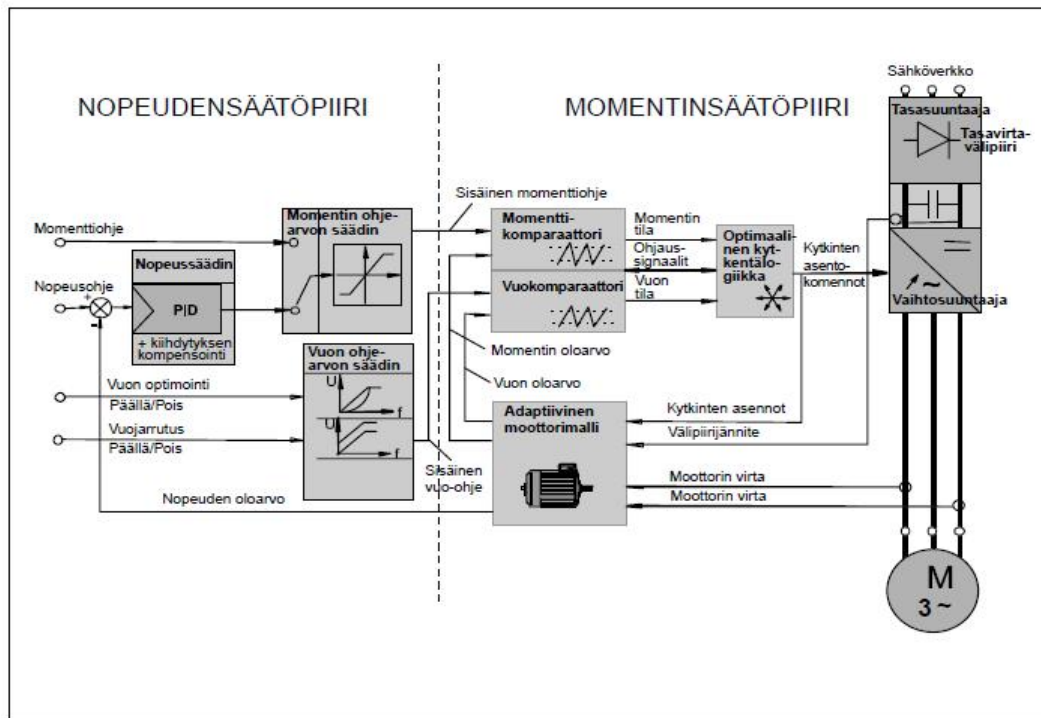 NOPEUDENSÄÄTÖPIIRI
MOMENTINSÄÄTÖPIIRI
Sähköverkko
Tasasuuntaaja
Tasavirta-
välipiiri
Vaihtosuuntaaja
Momenttiohje
Nopeusohje
+
-
Nopeussäädin
PID
+ kiihdytyksen
kompensointi
Momentin ohje-
arvon säädin
Sisäinen momenttiohje
Momentti-
komparaattori
Vuokomparaattori
Momentin
tila
Ohjaus-
signaalit
Vuon
tila
Optimaali-
nen kyt-
kentälo-
giikka
Kytkinten
asento-
komennot
Momentin oloarvo
Vuon oloarvo
Vuon optimointi
Päällä/Pois
Vuojarrutus
Päällä/Pois
Vuon ohje-
arvon säädin
U
f
U
f
Sisäinen
vuo-ohje
Nopeuden oloarvo
Adaptiivinen
moottorimalli
Kytkinten asennot
Välipiirijännite
Moottorin virta
Moottorin virta
~
M
3 ~